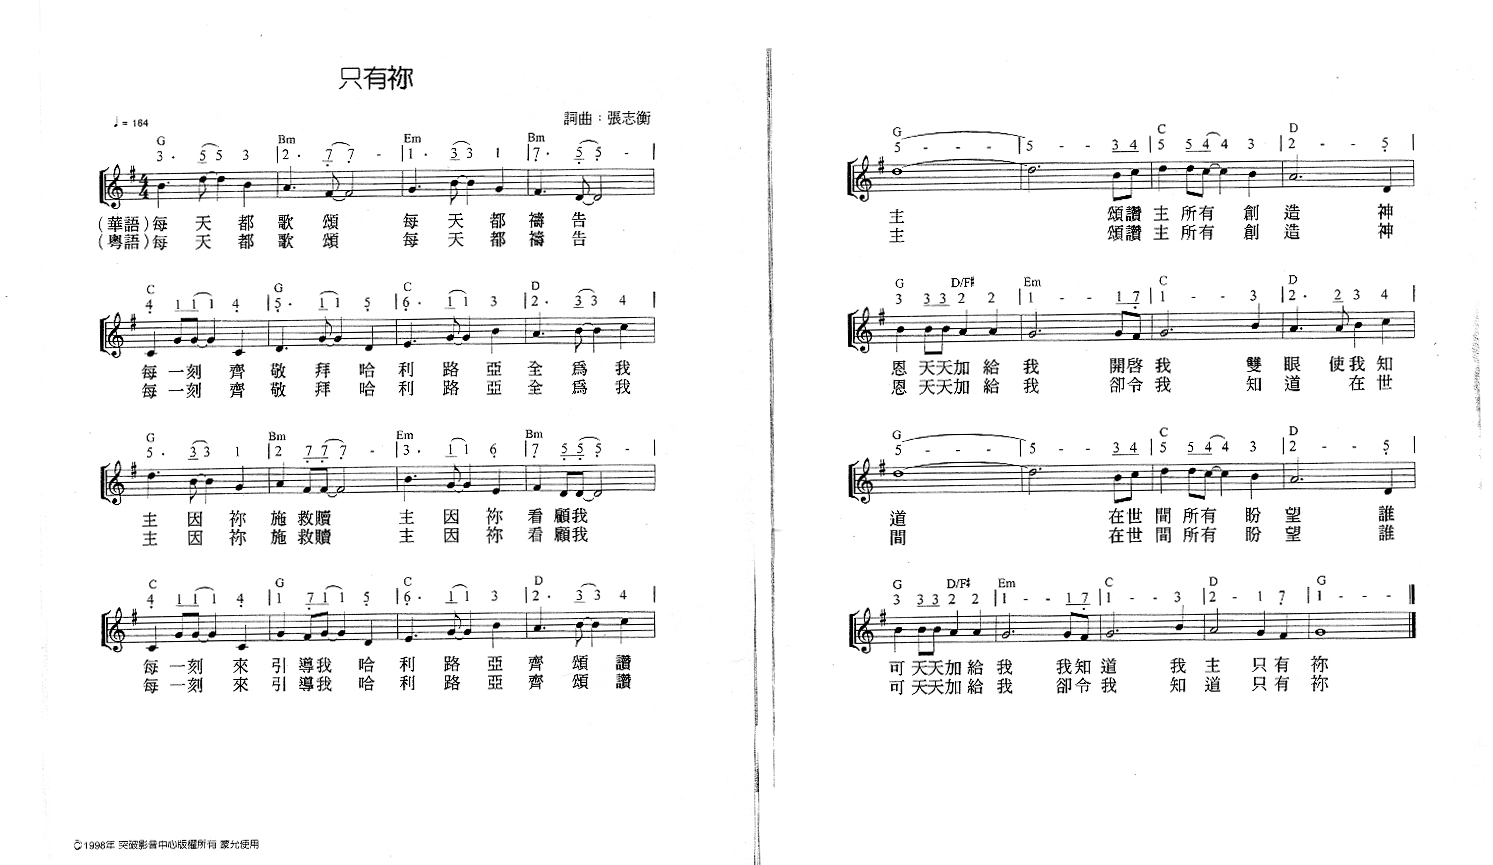 只有祢
♩= 164
詞曲：張志衡
G Bm Em Bm
3· 5 5 3 |2· 7 7 - |1· 3 3 1 |7· 5 5 - |
(華語)每 天 都 歌 頌 每 天 都 禱 告
(粵語)每 天 都 歌 頌 每 天 都 禱 告
C G C D
4 1 1 1 4 |5· 1 1 5 |6· 1 1 3 |2· 3 3 4 |
每 一刻 齊 敬 拜 哈 利 路 亞 全 爲 我
每 一刻 齊 敬 拜 哈 利 路 亞 全 爲 我
G Bm Em Bm
5· 3 3 1 |2 7 7 7 - |3· 1 1 6 |7 5 5 5 - |
主 因 祢 施 救贖 主 因 祢 看 顧我
主 因 祢 施 救贖 主 因 祢 看 顧我
C G C D
4 1 1 1 4 |1 7 1 1 5 |6· 1 1 3 |2· 3 3 4 |
每 一刻 來 引 導我 哈 利 路 亞 齊 頌 讚
每 一刻 來 引 導我 哈 利 路 亞 齊 頌 讚
G C D
5 - - - |5 - - 3 4 |5 5 4 4 3 |2 - - 5 |
主 頌讚 主 所有 創 造 神
主 頌讚 主 所有 創 造 神
G D/F# Em C D
3 3 3 2 2 |1 - - 1 7 |1 - - 3 |2· 2 3 4 |
恩 天天加 給 我 開啓 我 雙 眼 使我 知
恩 天天加 給 我 卻令 我 知 道 在 世
G C D
5 - - - |5 - - 3 4 |5 5 4 4 3 |2 - - 5 |
道 在世 間 所有 盼 望 誰
間 在世 間 所有 盼 望 誰
G D/F# Em C D G
3 3 3 2 2 |1 - - 1 7 |1 - - 3 |2 - 1 7 |1 - - -
可 天天加 給 我 我知 道 我 主 只 有 祢
可 天天加 給 我 卻令 我 知 道 只 有 祢
©1998年 突破影音中心版權所有 蒙允使用